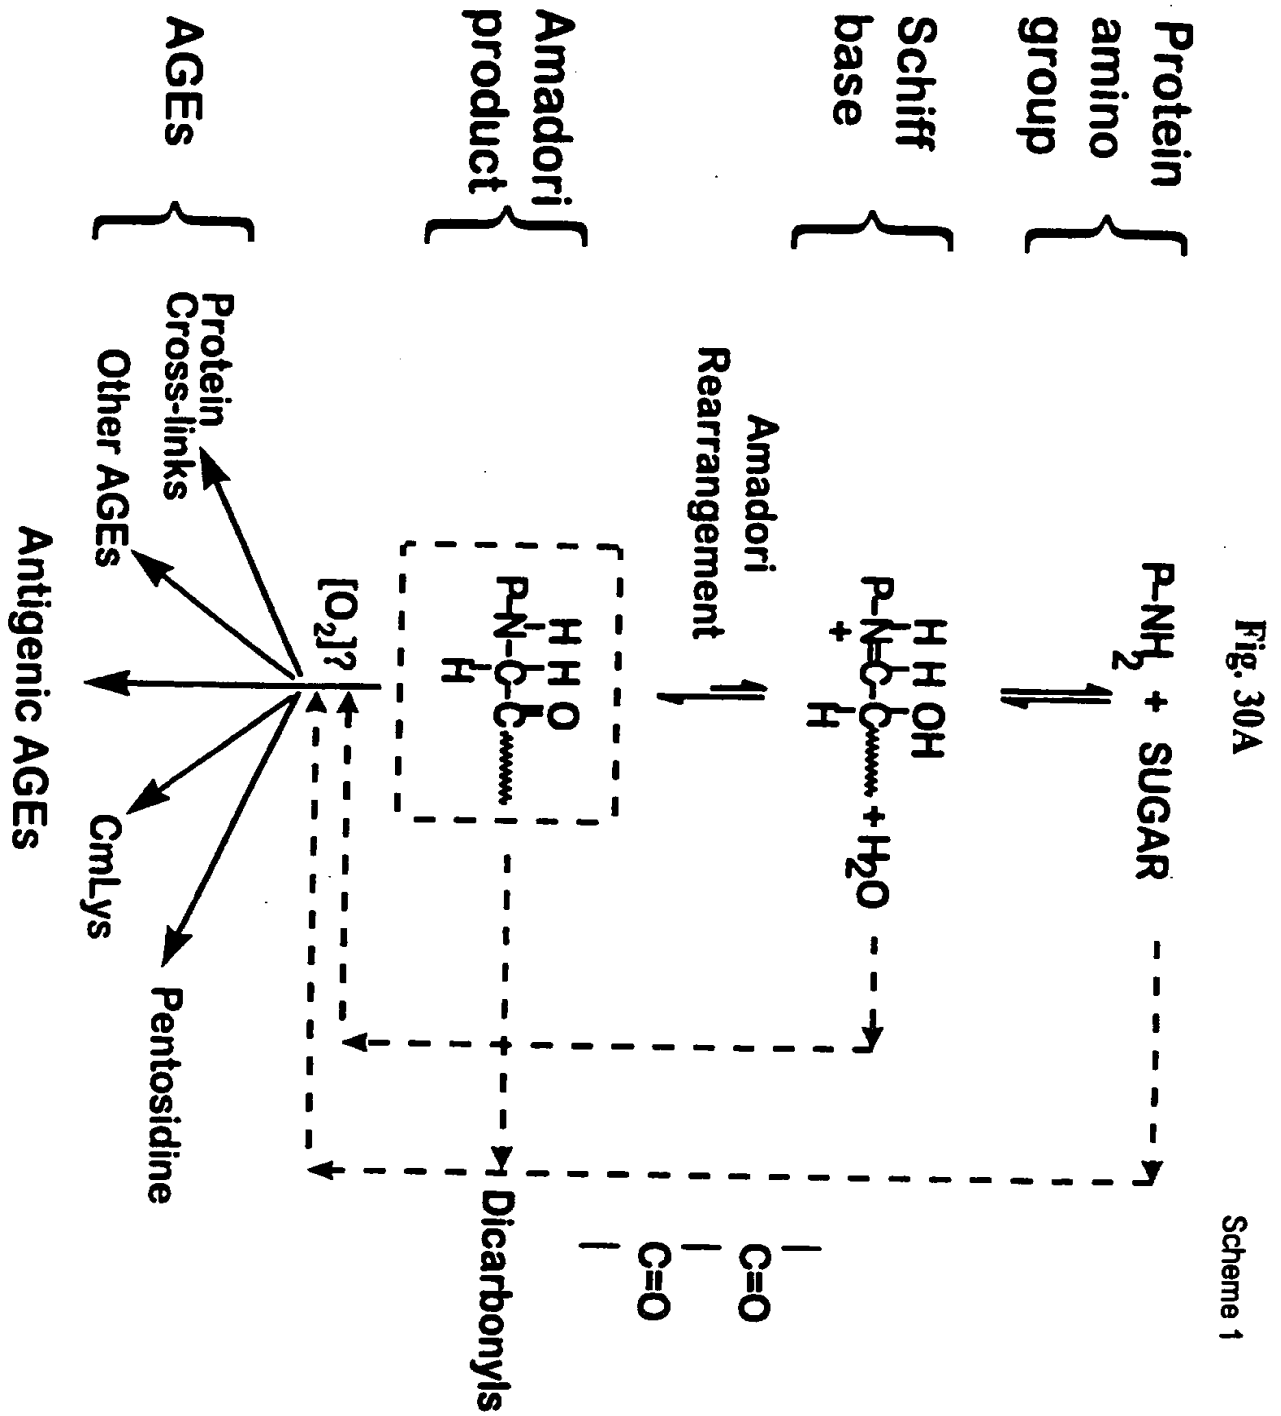 Fig. 30A
Scheme 1
Protein
amino
group
P-NH2 + SUGAR
Schiff
base
H H OH
P-N=C-C + H2O
+
H
Amadori
Rearrangement
C=O
C=O
Amadori
product
H H O
P-N-C-C
H
Dicarbonyls
[O2]?
AGEs
Protein
Cross-links
Other AGEs
Antigenic AGEs
CmLys
Pentosidine